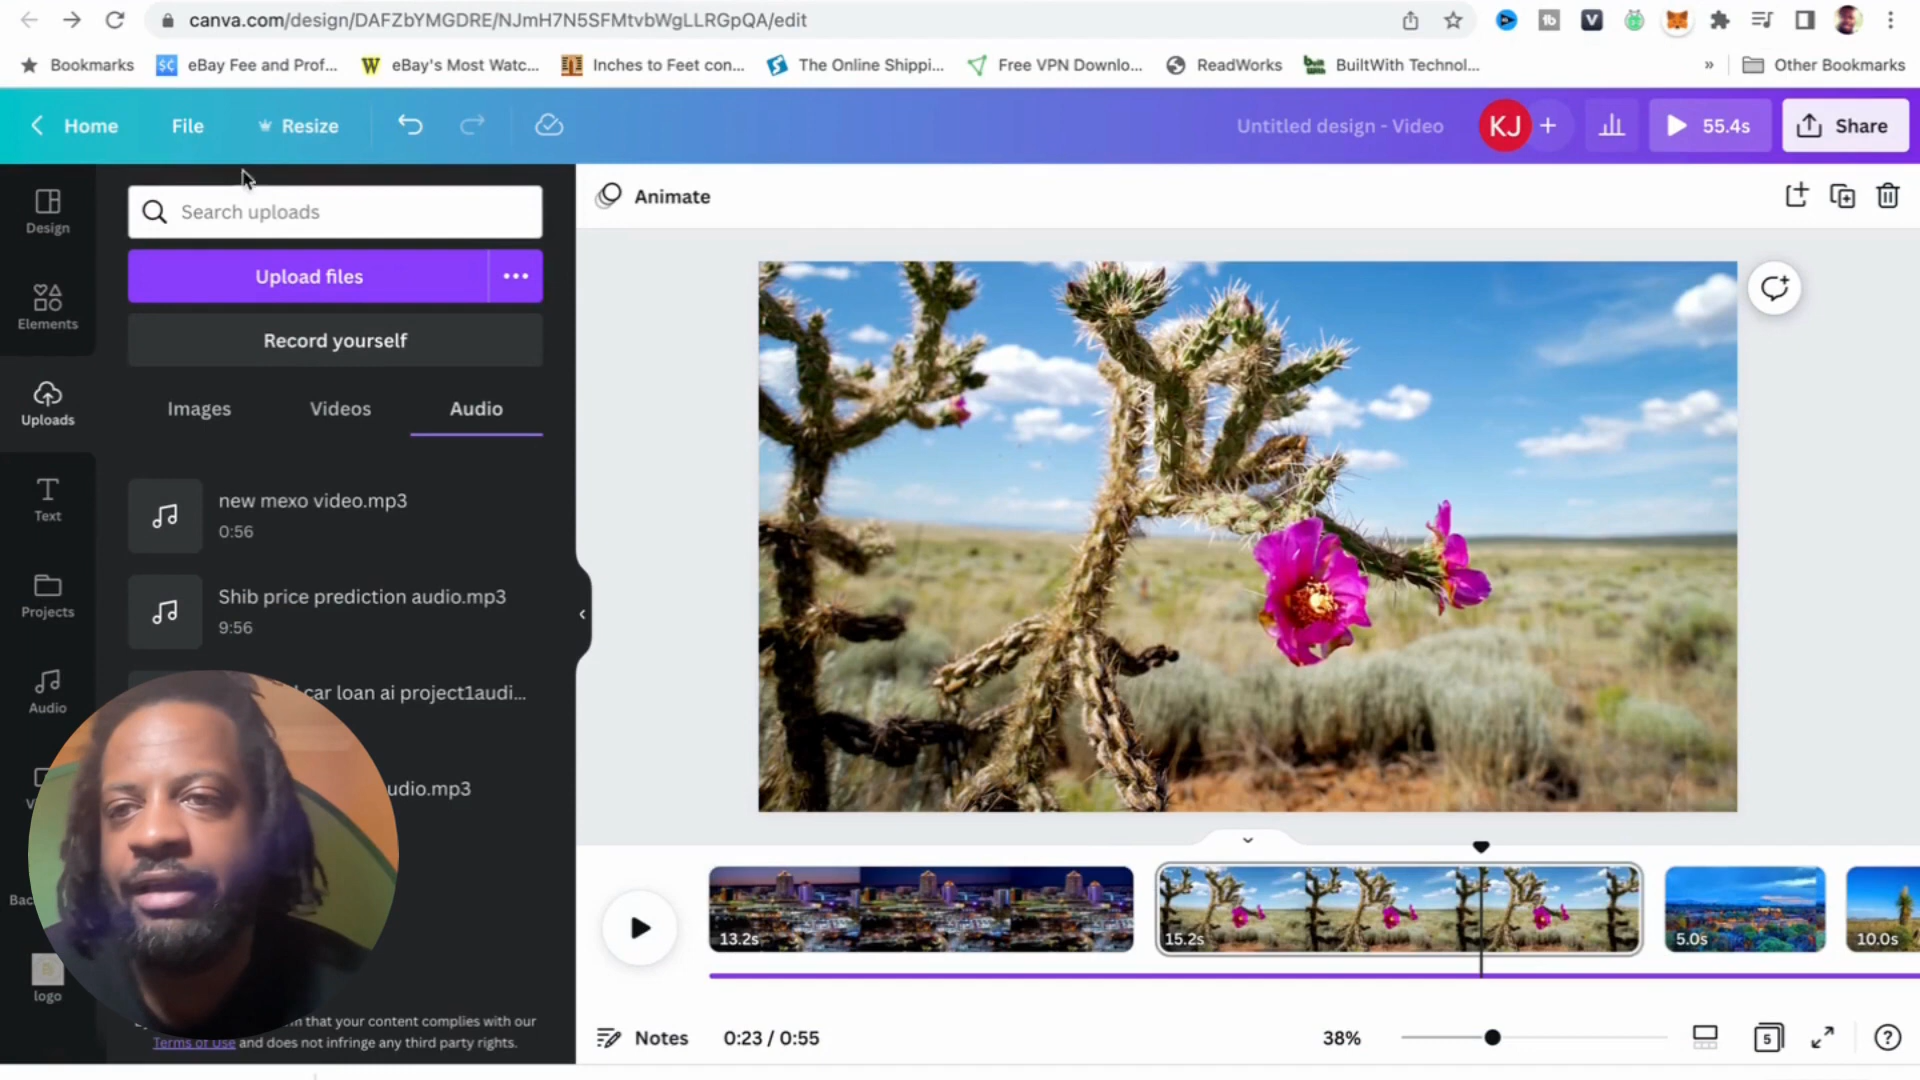 canva.com/design/DAFZbYMGDRE/NJmH7N5SFMtvbWgLLRGpQA/edit
Bookmarks
eBay Fee and Prof...
eBay's Most Watc...
Inches to Feet con...
The Online Shippi...
Free VPN Downlo...
ReadWorks
BuiltWith Technol...
»
Other Bookmarks
Home
File
Resize
Untitled design - Video
KJ
55.4s
Share
Design
Search uploads
Animate
Upload files
Elements
Record yourself
Uploads
Images
Videos
Audio
Text
new mexo video.mp3
0:56
Projects
Shib price prediction audio.mp3
9:56
Audio
car loan ai project1audi...
udio.mp3
Bac
logo
that your content complies with our
Terms of Use and does not infringe any third party rights.
13.2s
15.2s
5.0s
10.0s
Notes
0:23 / 0:55
38%
5